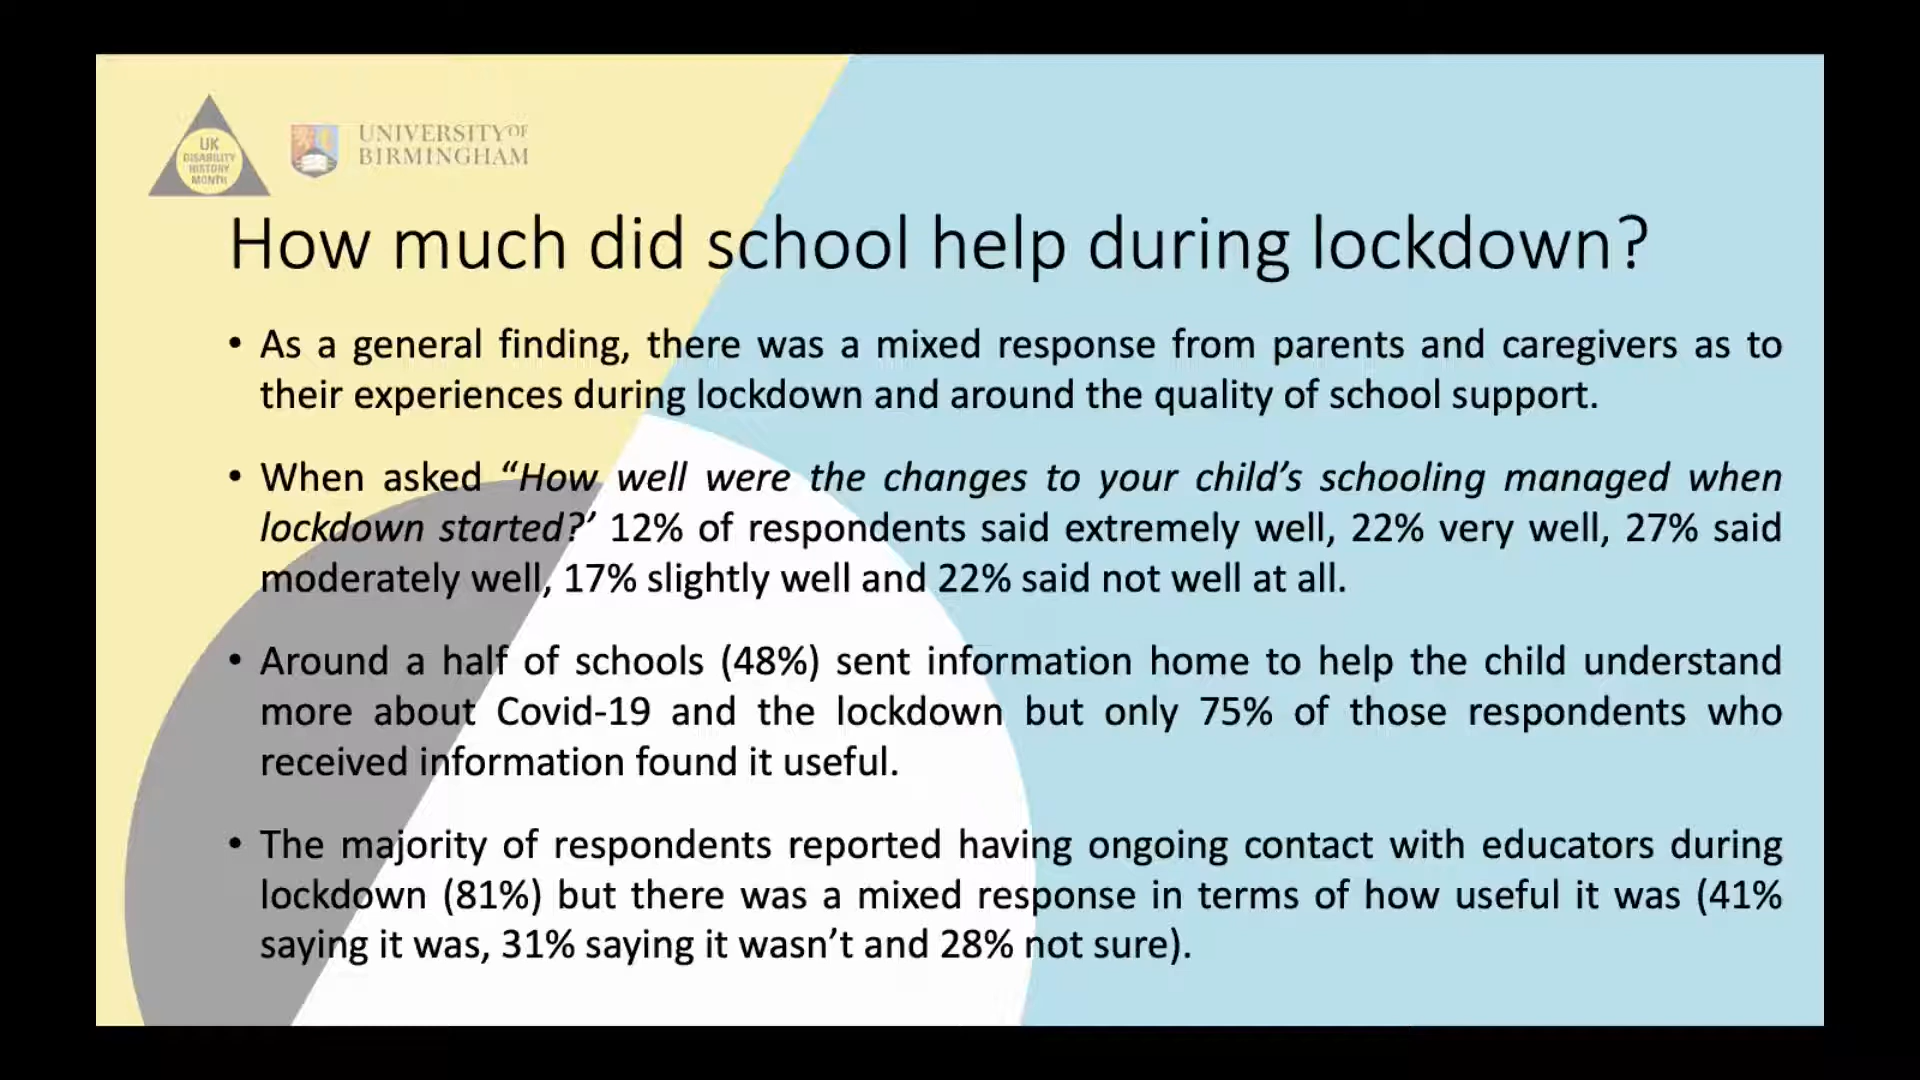 UK
DISABILITY
HISTORY
MONTH
UNIVERSITYOF
BIRMINGHAM
How much did school help during lockdown?
• As a general finding, there was a mixed response from parents and caregivers as to
their experiences during lockdown and around the quality of school support.
• When asked “How well were the changes to your child’s schooling managed when
lockdown started?’ 12% of respondents said extremely well, 22% very well, 27% said
moderately well, 17% slightly well and 22% said not well at all.
• Around a half of schools (48%) sent information home to help the child understand
more about Covid-19 and the lockdown but only 75% of those respondents who
received information found it useful.
• The majority of respondents reported having ongoing contact with educators during
lockdown (81%) but there was a mixed response in terms of how useful it was (41%
saying it was, 31% saying it wasn’t and 28% not sure).